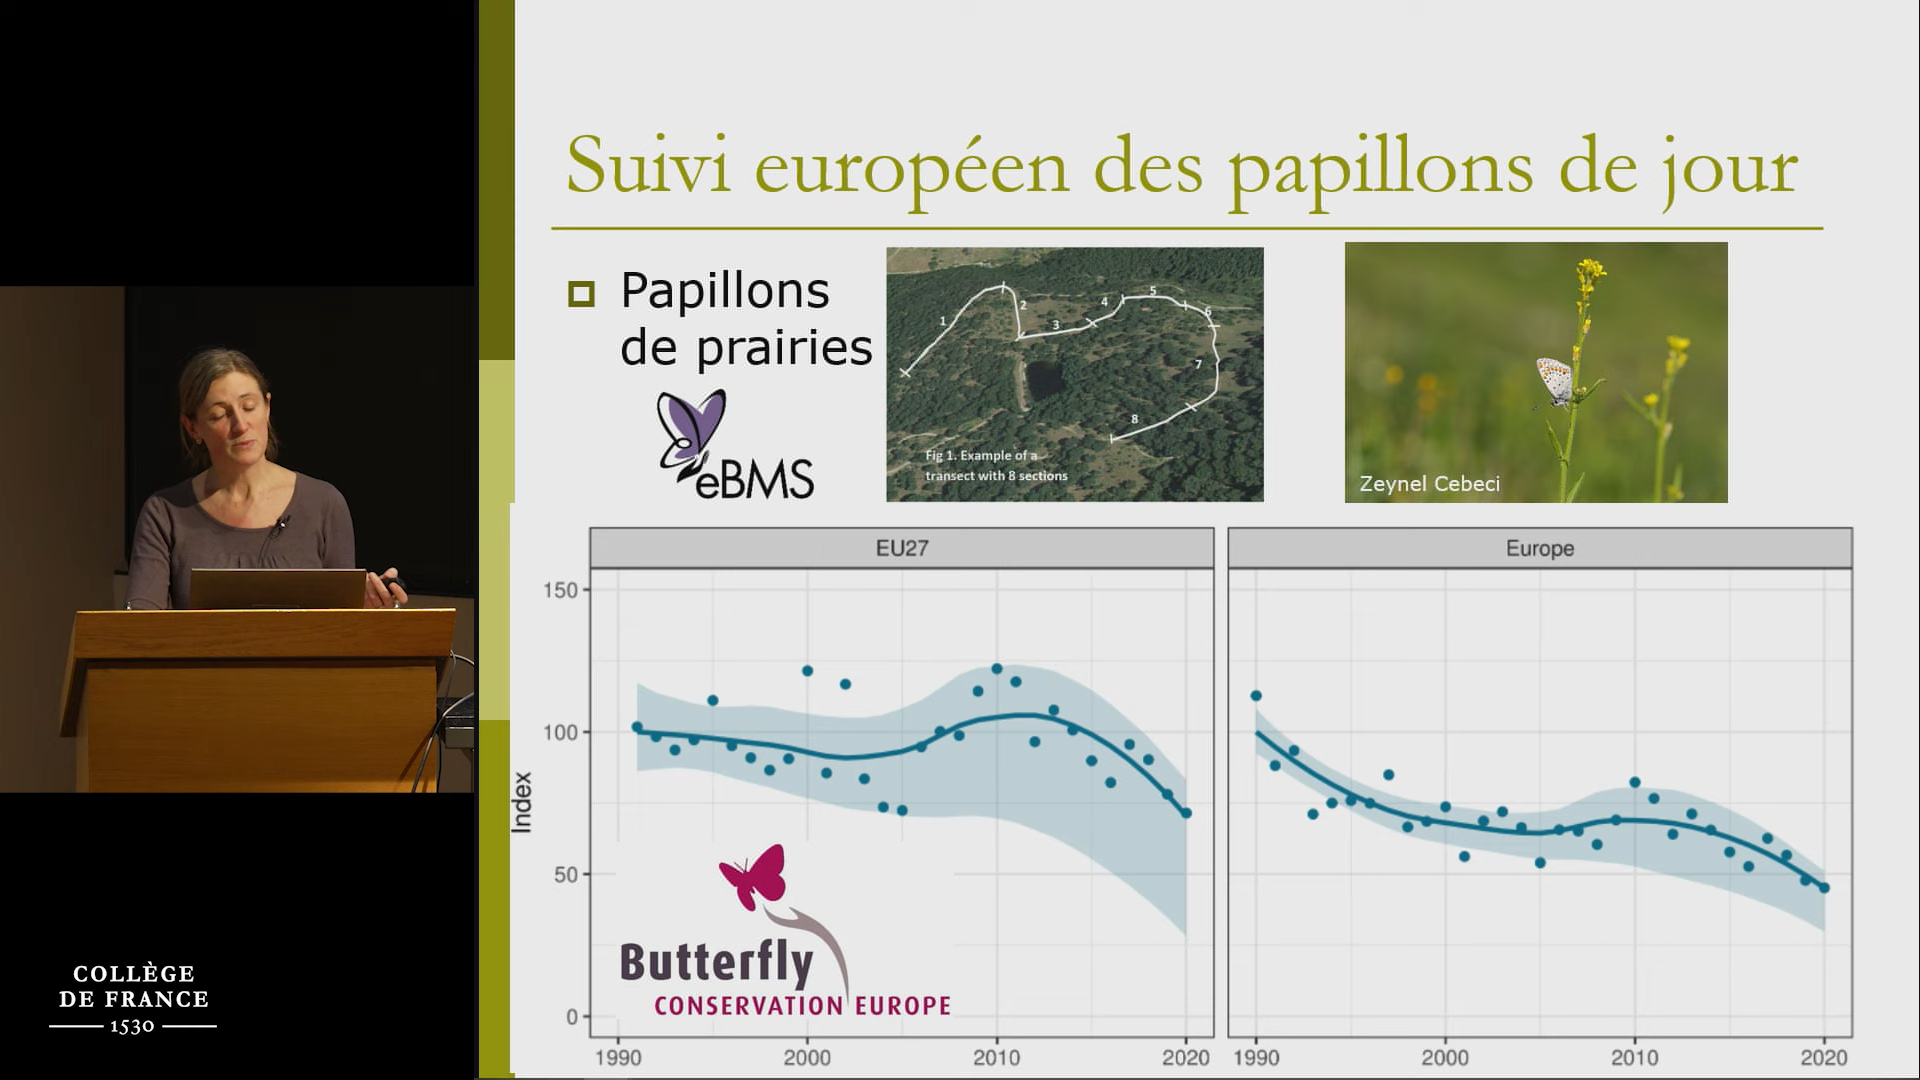 Suivi européen des papillons de jour
Papillons
de prairies
eBMS
1
2
3
4
5
6
7
8
Fig 1. Example of a
transect with 8 sections
Zeynel Cebeci
EU27
Europe
Index
150
100
50
0
1990
2000
2010
2020
1990
2000
2010
2020
Butterfly
CONSERVATION EUROPE
COLLÈGE
DE FRANCE
1530